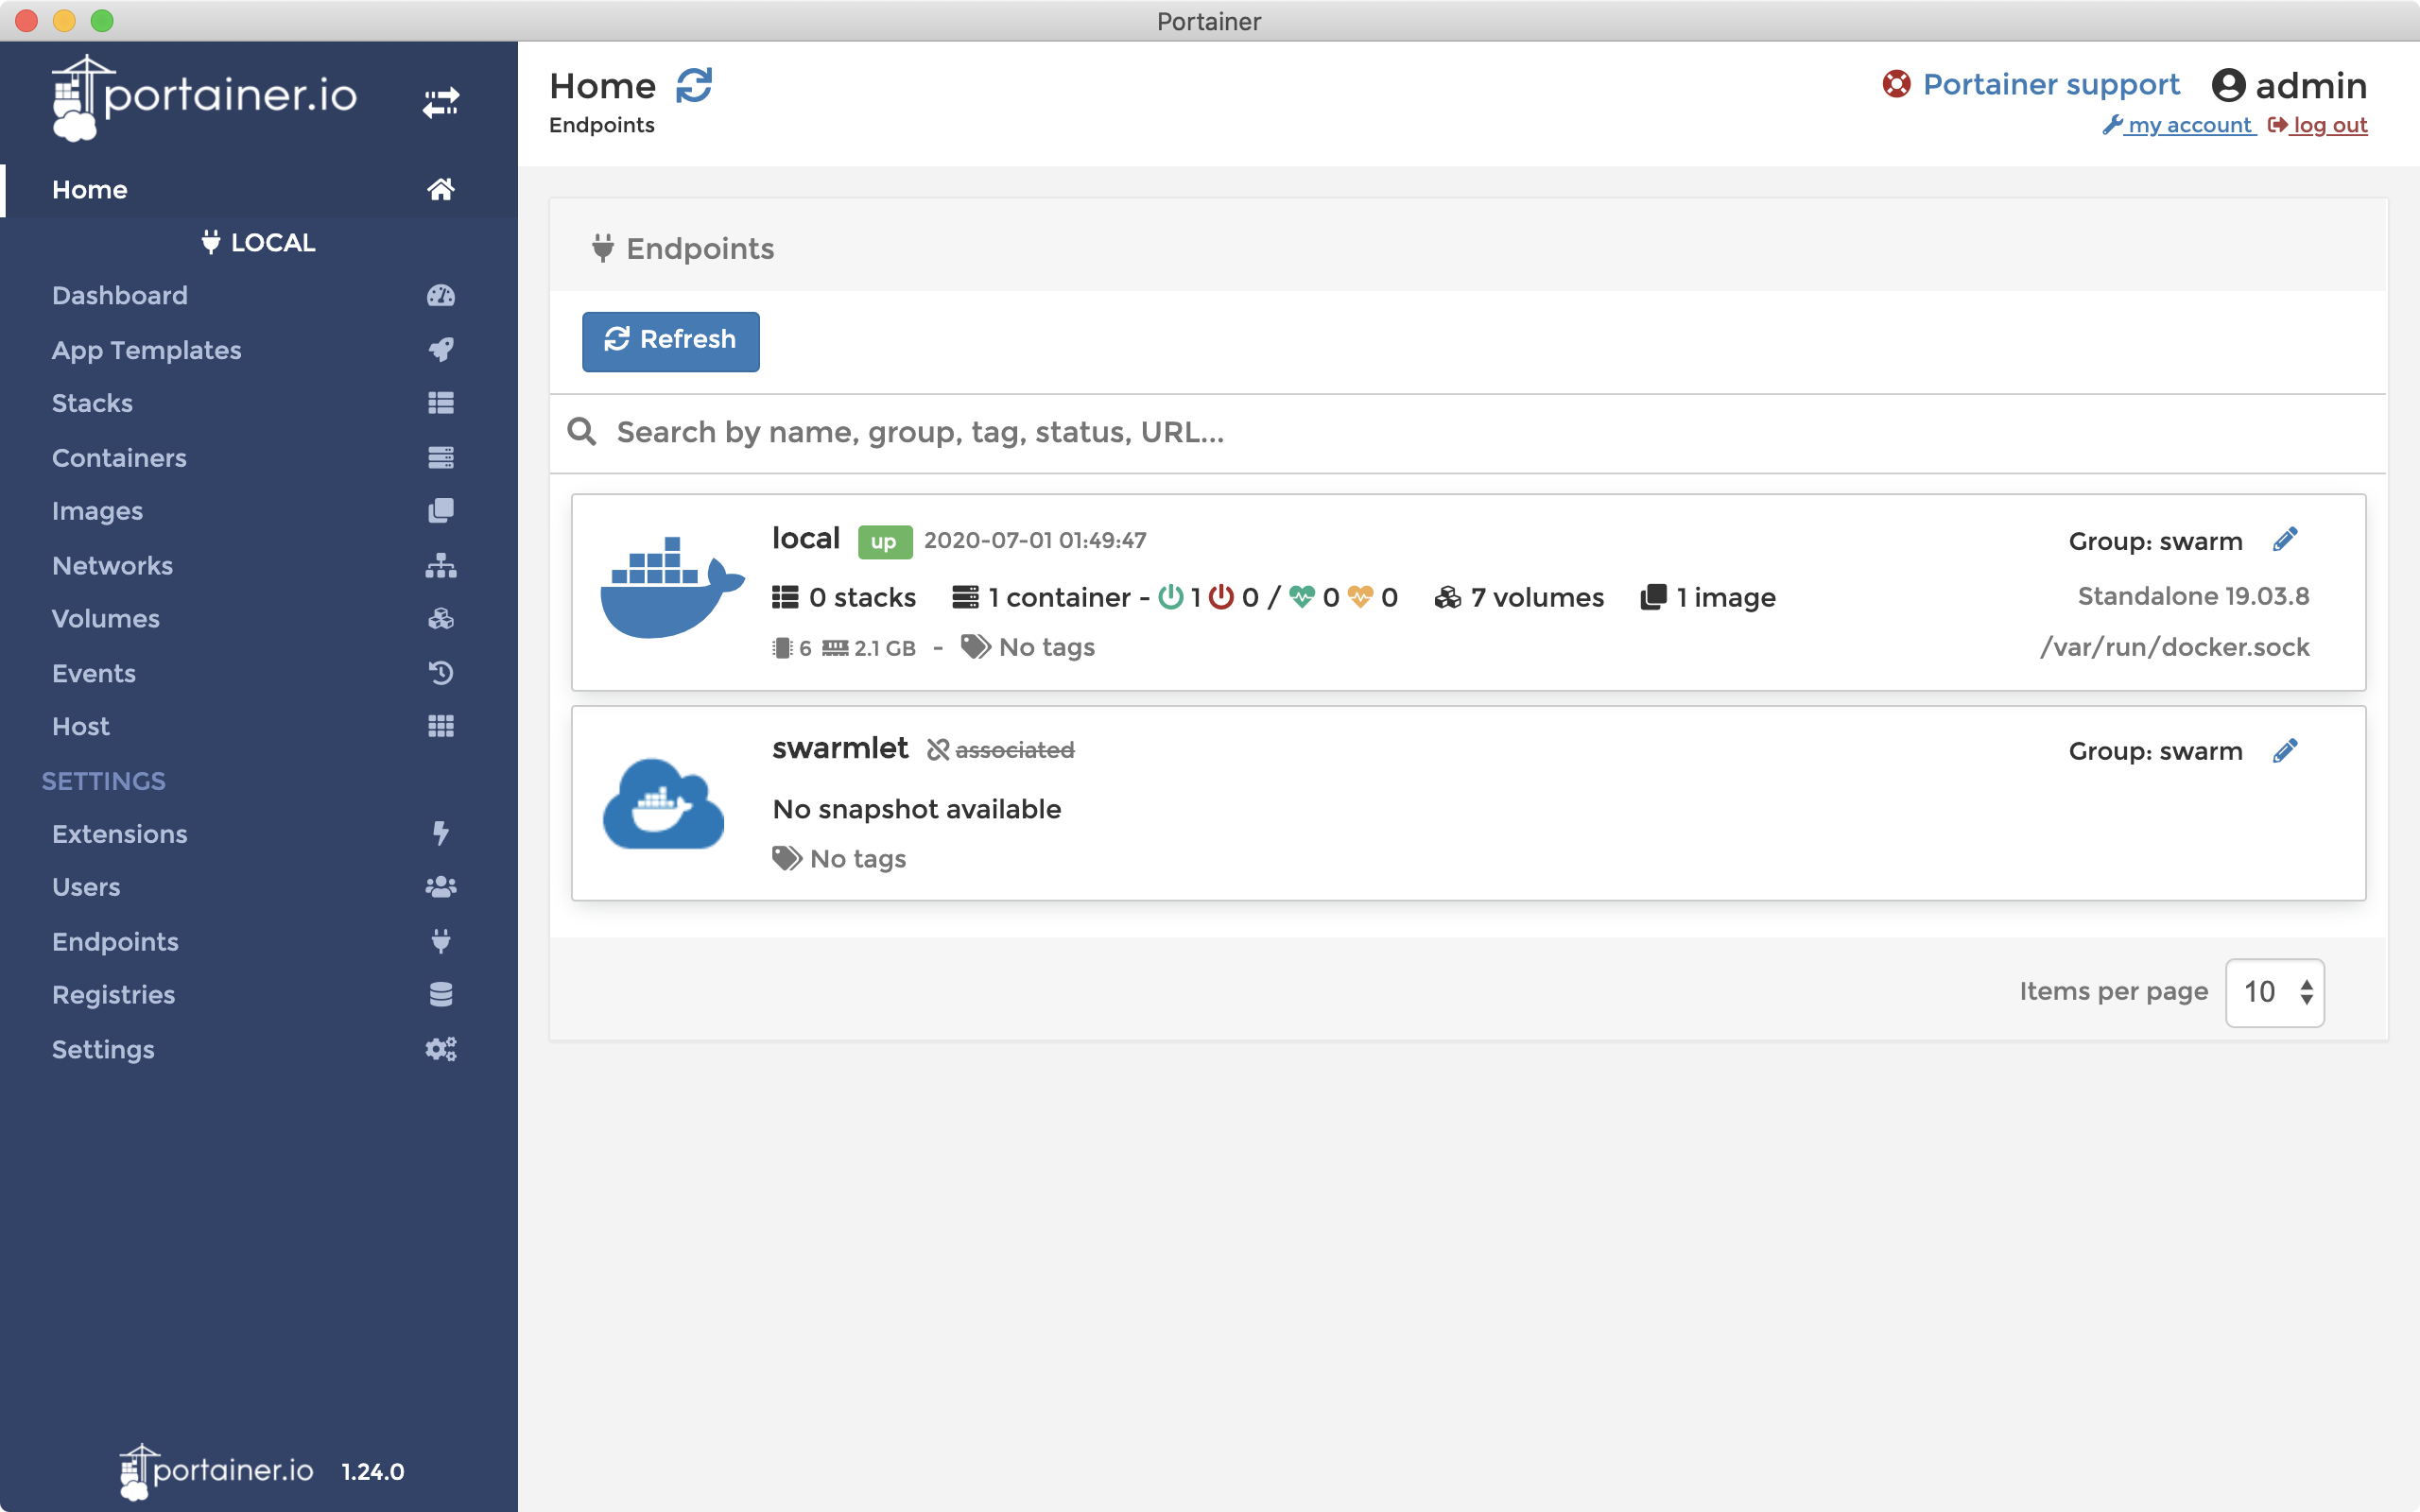 Portainer
portainer.io
Home
LOCAL
Dashboard
App Templates
Stacks
Containers
Images
Networks
Volumes
Events
Host
SETTINGS
Extensions
Users
Endpoints
Registries
Settings
portainer.io 1.24.0
Home
Endpoints
Portainer support admin
my account log out
Endpoints
Refresh
Search by name, group, tag, status, URL...
local up 2020-07-01 01:49:47 Group: swarm
0 stacks 1 container - 1 0 / 0 0 7 volumes 1 image Standalone 19.03.8
6 2.1 GB - No tags /var/run/docker.sock
swarmlet associated Group: swarm
No snapshot available
No tags
Items per page 10